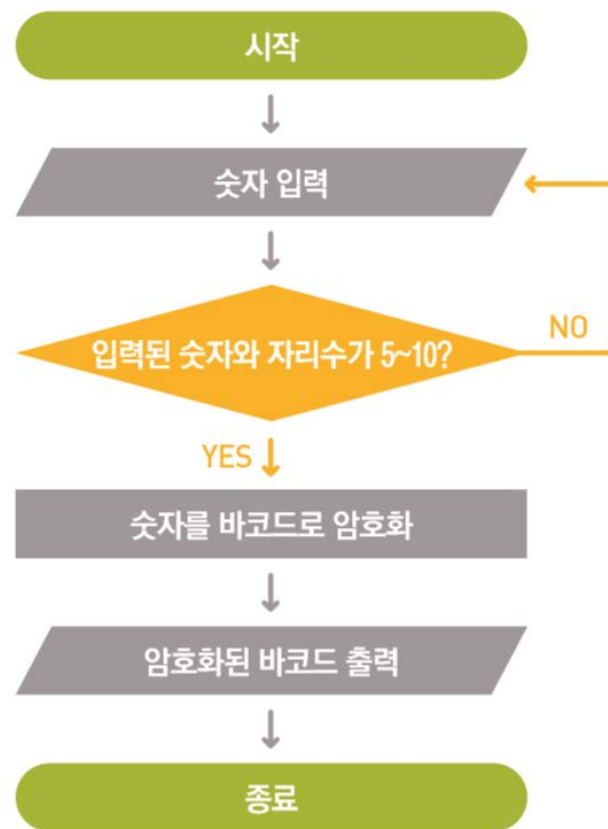 시작
숫자 입력
입력된 숫자와 자리수가 5~10?
NO
YES
숫자를 바코드로 암호화
암호화된 바코드 출력
종료